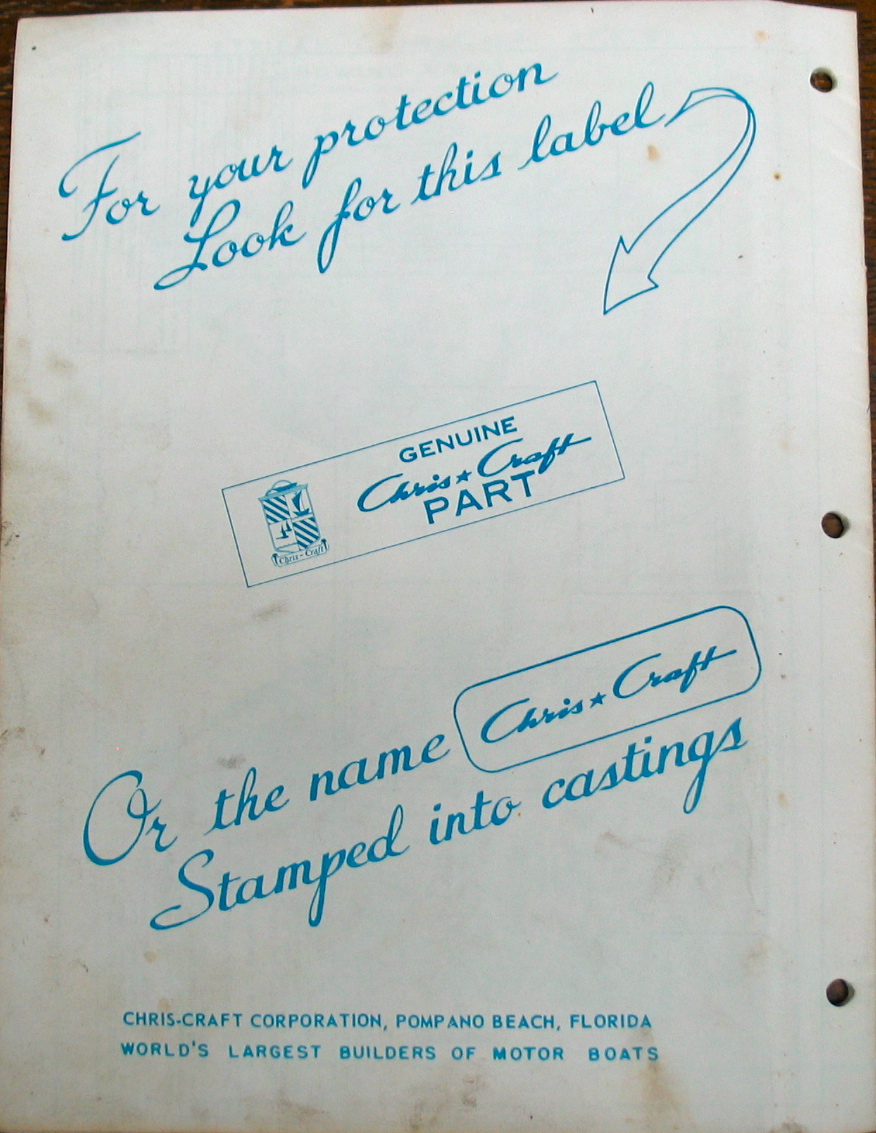 For your protection
Look for this label
GENUINE
Chris★Craft
PART
Chris-Craft
Or the name Chris★Craft
Stamped into castings
CHRIS-CRAFT CORPORATION, POMPANO BEACH, FLORIDA
WORLD'S LARGEST BUILDERS OF MOTOR BOATS